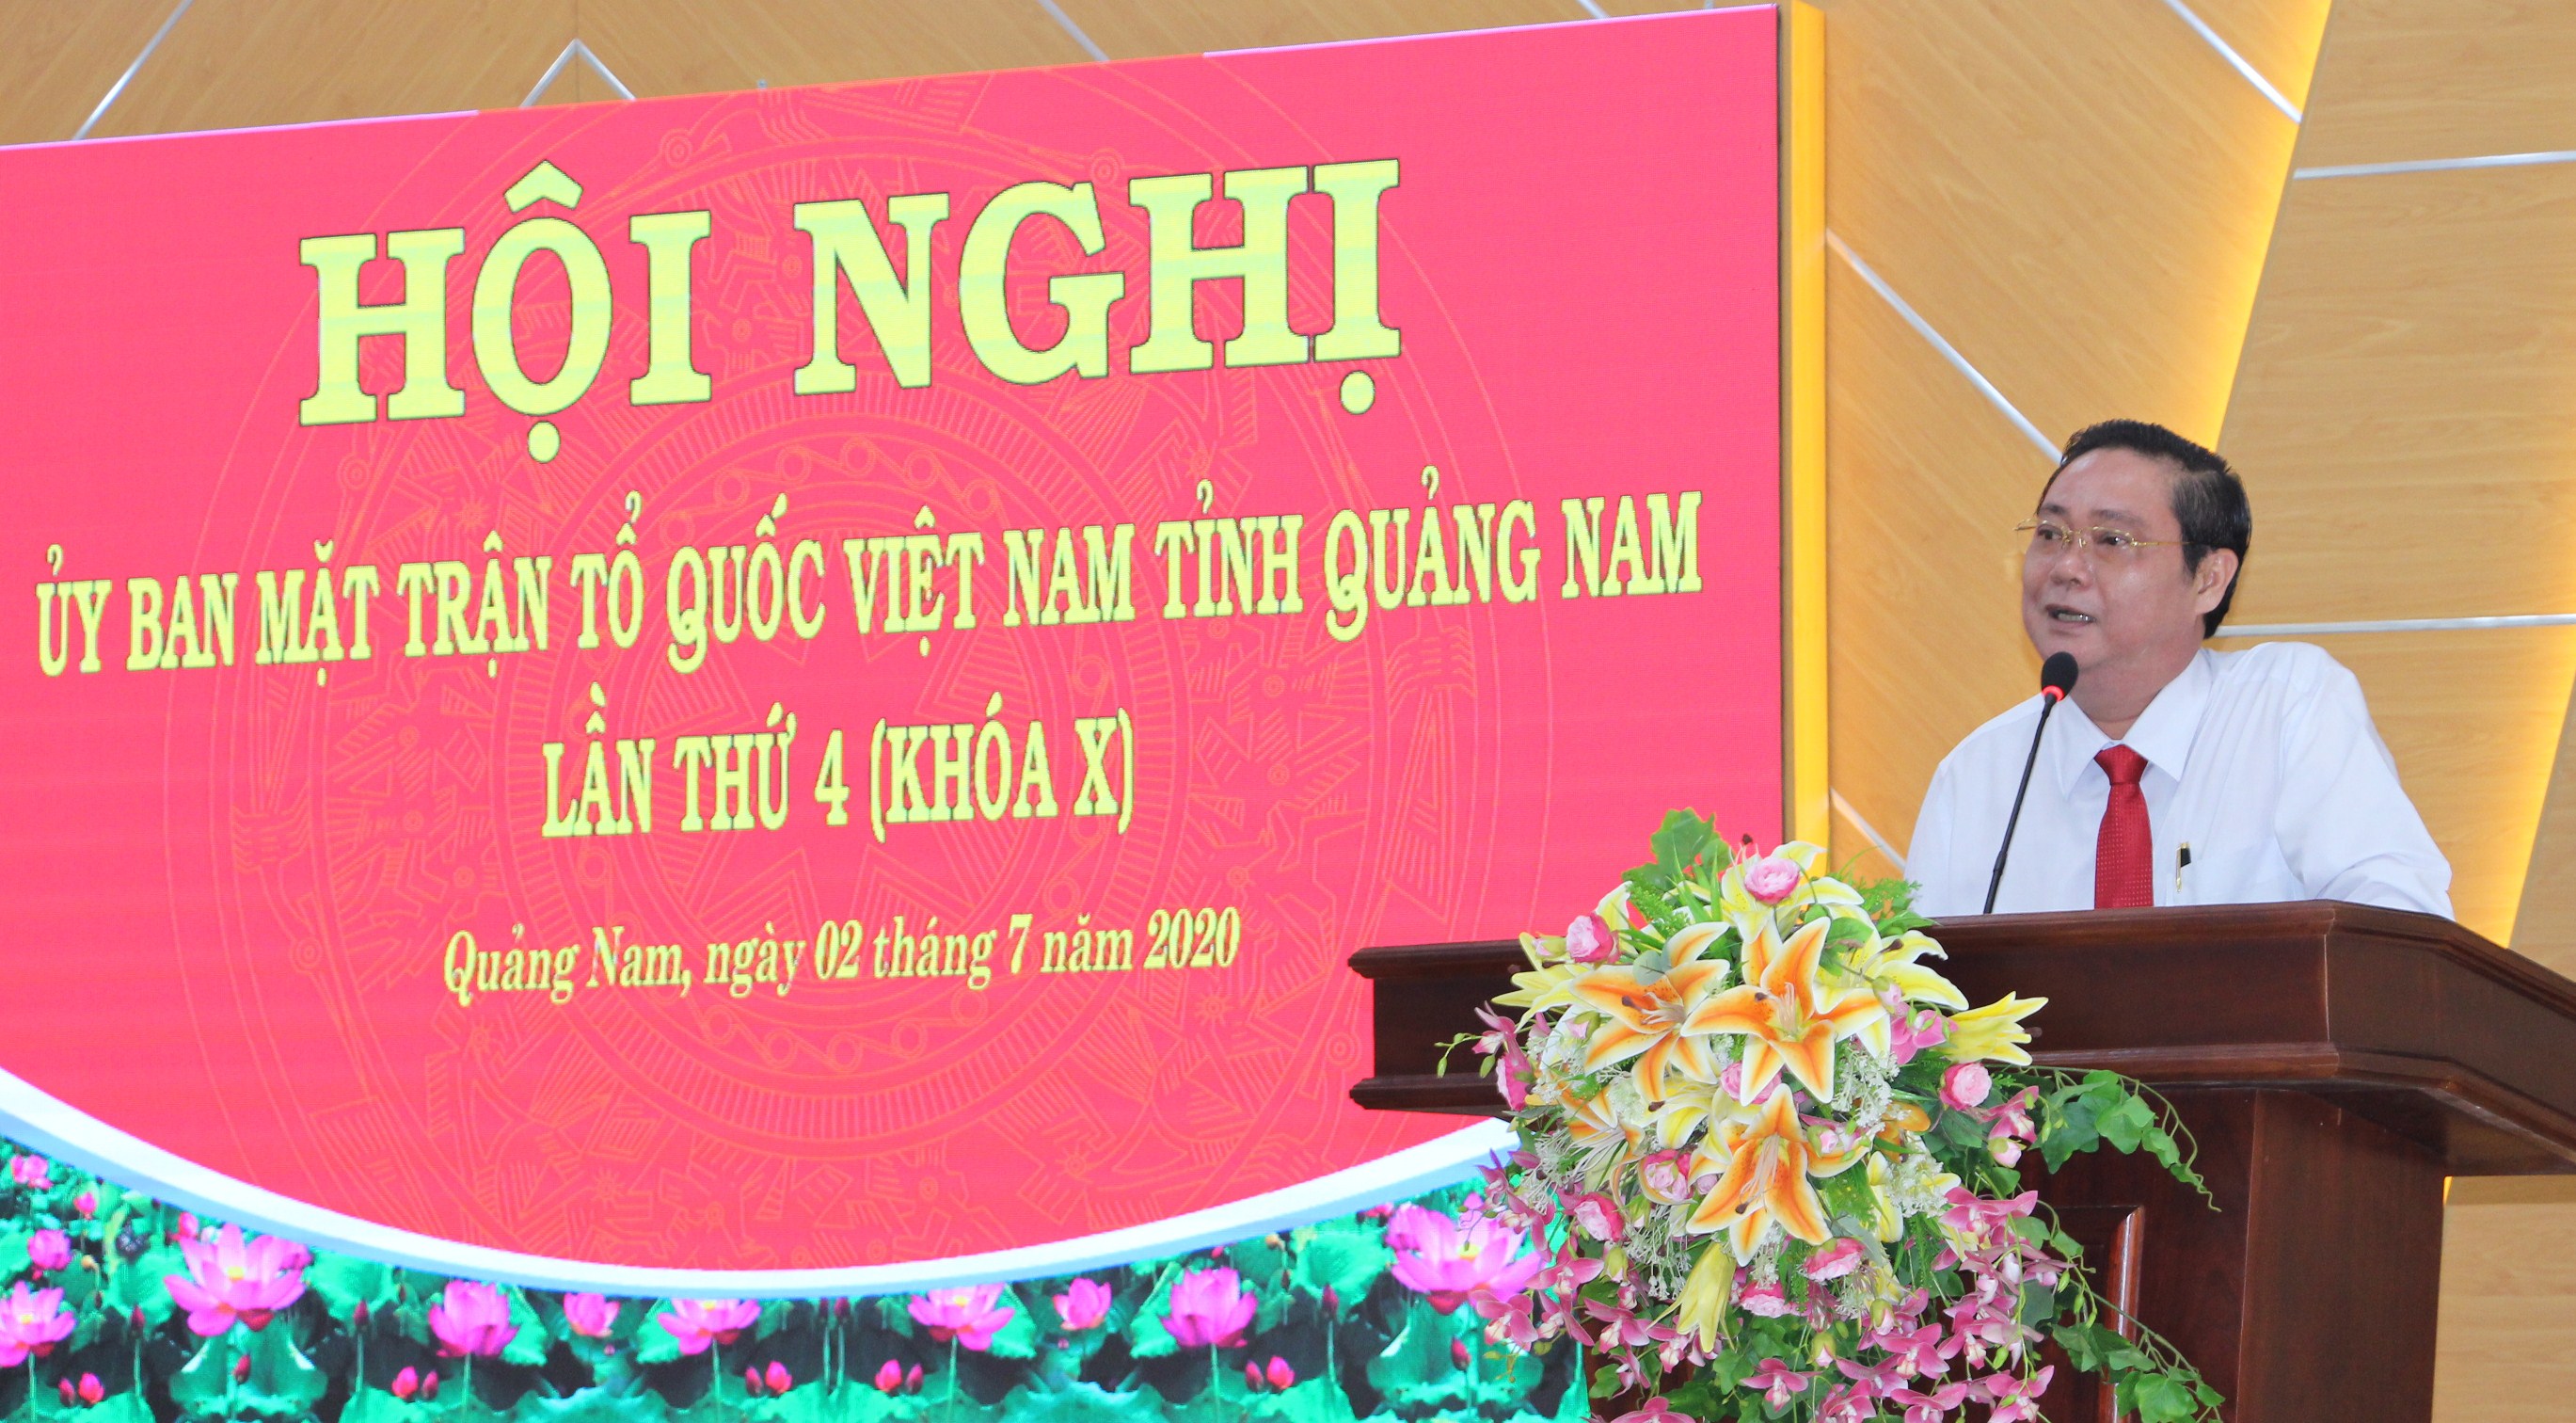 HỘI NGHỊ
ỦY BAN MẶT TRẬN TỔ QUỐC VIỆT NAM TỈNH QUẢNG NAM
LẦN THỨ 4 (KHÓA X)
Quảng Nam, ngày 02 tháng 7 năm 2020